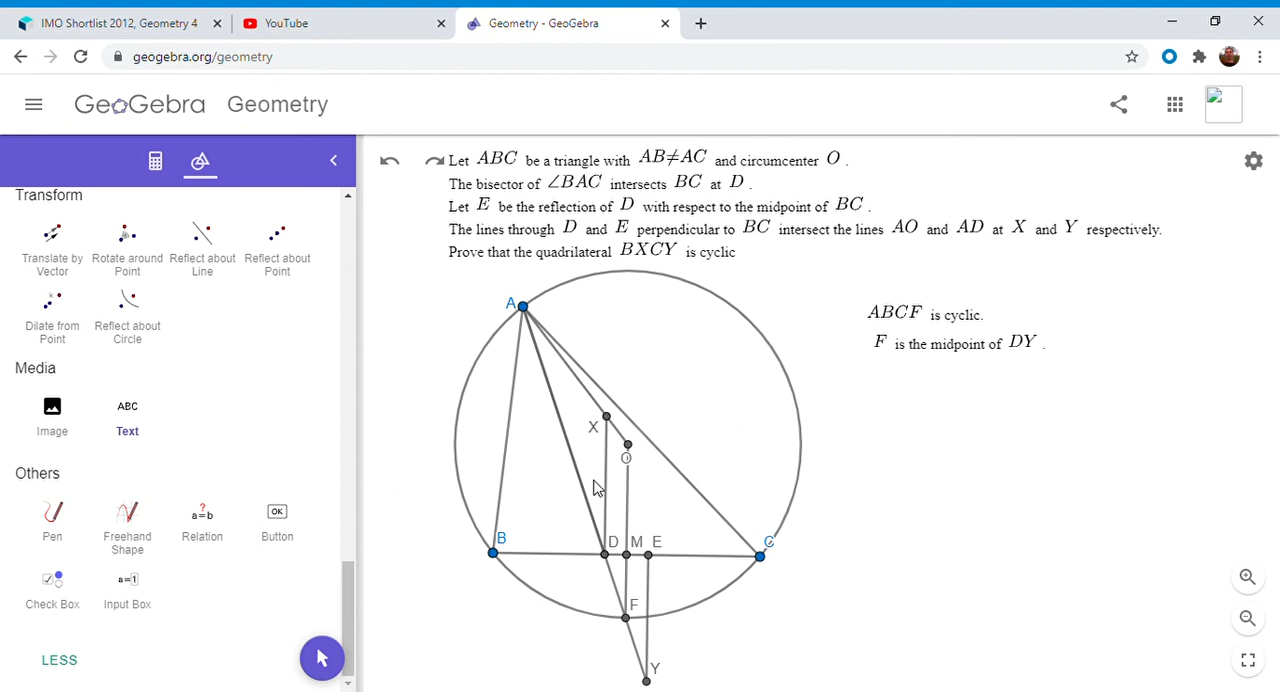 IMO Shortlist 2012, Geometry 4
YouTube
Geometry - GeoGebra
geogebra.org/geometry
GeoGebra Geometry
Transform
Translate by Vector
Rotate around Point
Reflect about Line
Reflect about Point
Dilate from Point
Reflect about Circle
Media
Image
ABC
Text
Others
Pen
Freehand Shape
? a=b
Relation
OK
Button
Check Box
a=1
Input Box
LESS
Let ABC be a triangle with AB≠AC and circumcenter O .
The bisector of ∠BAC intersects BC at D .
Let E be the reflection of D with respect to the midpoint of BC .
The lines through D and E perpendicular to BC intersect the lines AO and AD at X and Y respectively.
Prove that the quadrilateral BXCY is cyclic
ABCF is cyclic.
F is the midpoint of DY .
A
X
O
B
D M E
C
F
Y